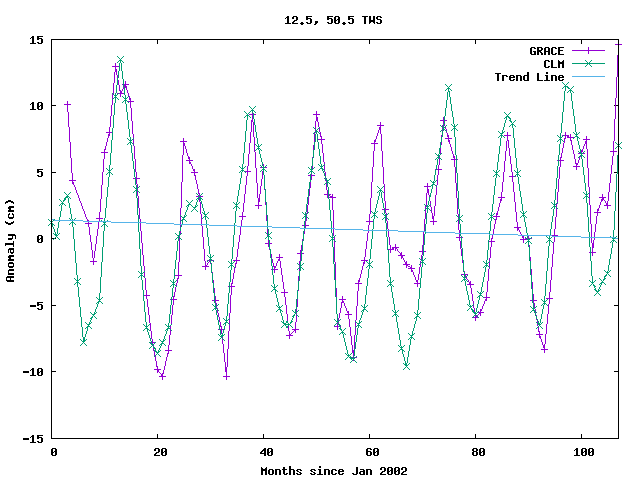 12.5, 50.5 TWS
GRACE
CLM
Trend Line
15
10
5
0
-5
-10
-15
Anomaly (cm)
0 20 40 60 80 100
Months since Jan 2002